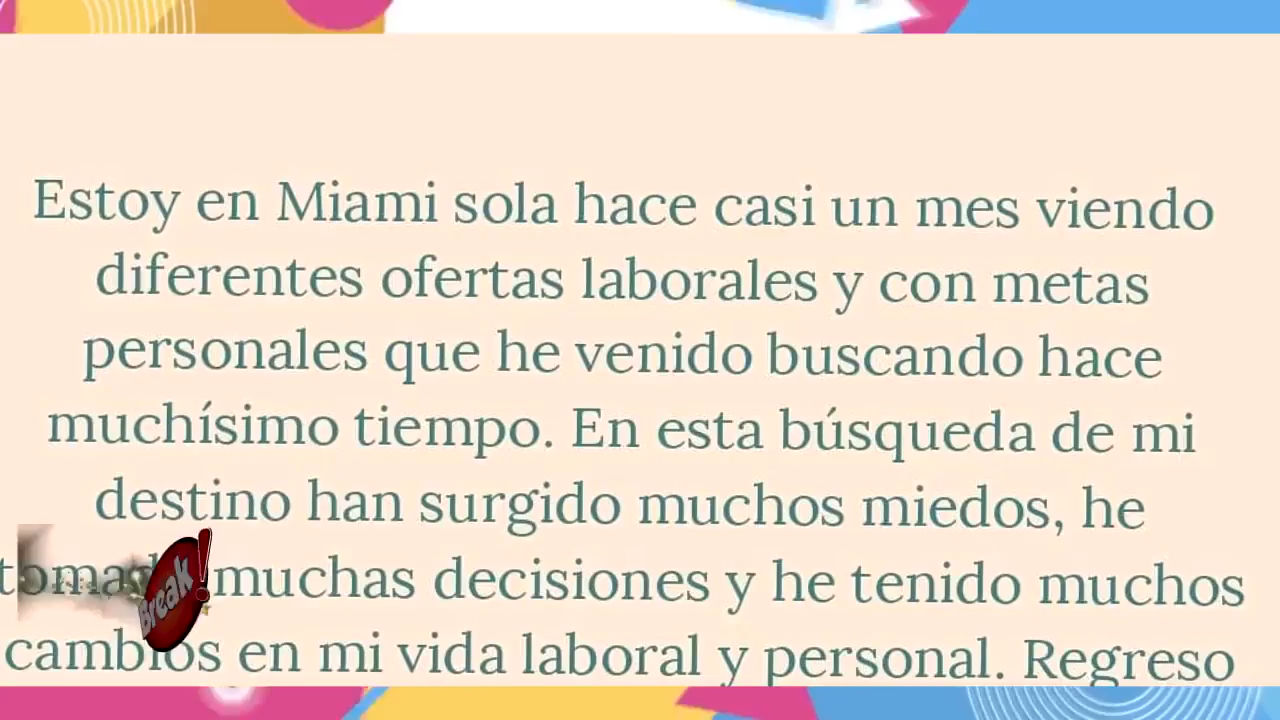 Estoy en Miami sola hace casi un mes viendo
diferentes ofertas laborales y con metas
personales que he venido buscando hace
muchísimo tiempo. En esta búsqueda de mi
destino han surgido muchos miedos, he
muchas decisiones y he tenido muchos
cambios en mi vida laboral y personal. Regreso
Break!